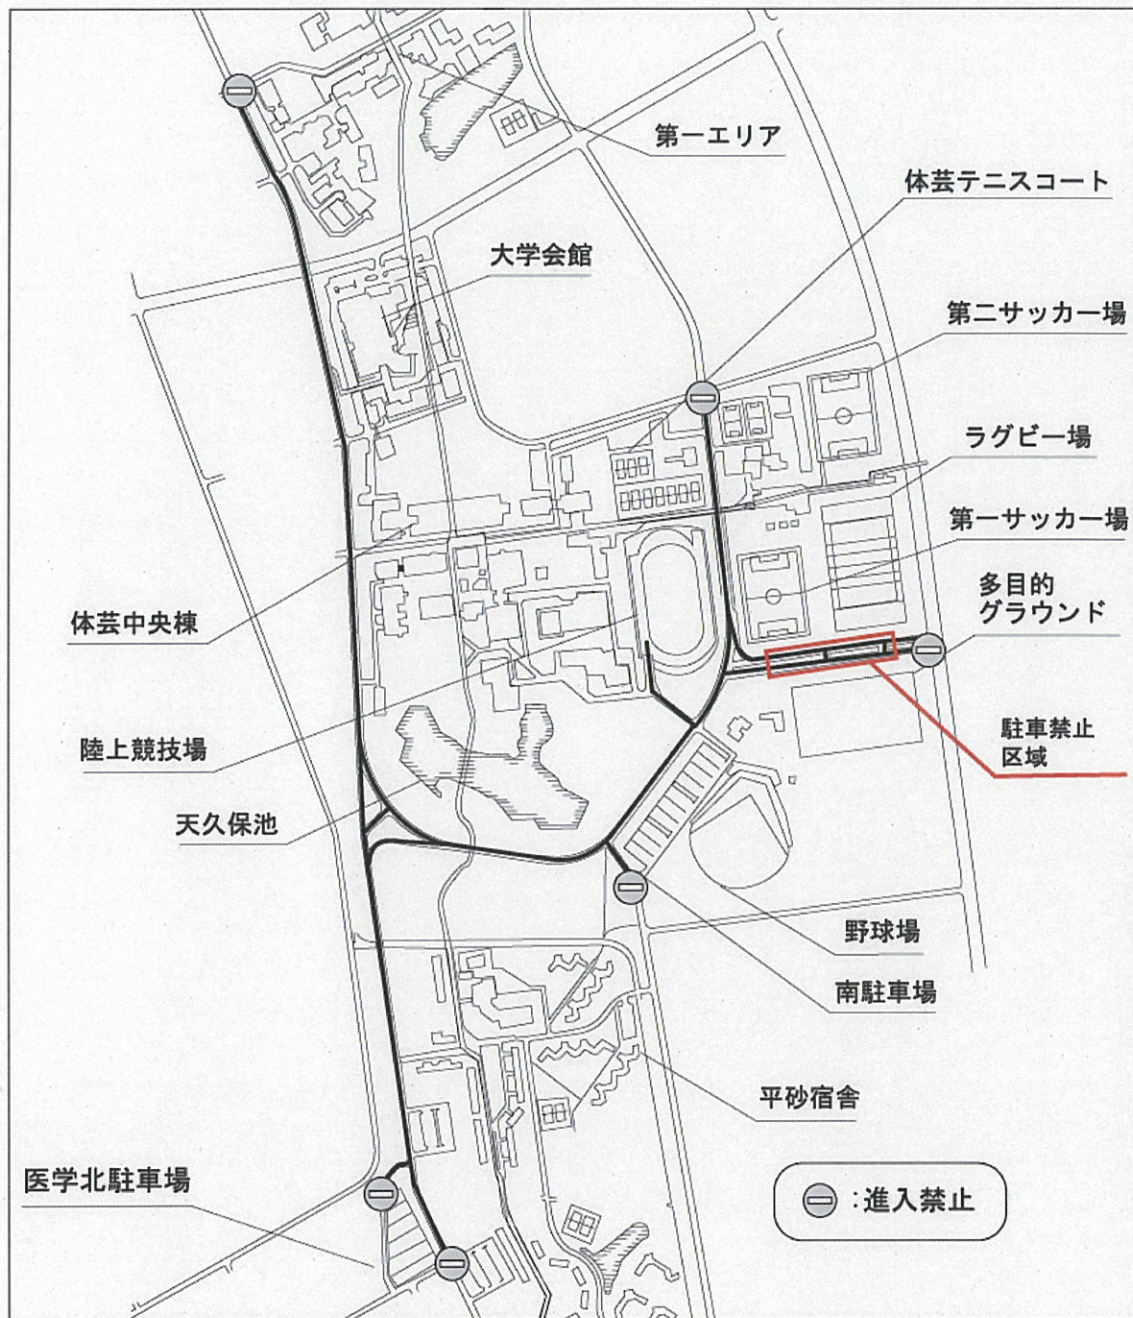 第一エリア
体芸テニスコート
大学会館
第二サッカー場
ラグビー場
第一サッカー場
多目的
グラウンド
体芸中央棟
駐車禁止
区域
陸上競技場
天久保池
野球場
南駐車場
平砂宿舎
医学北駐車場
:進入禁止